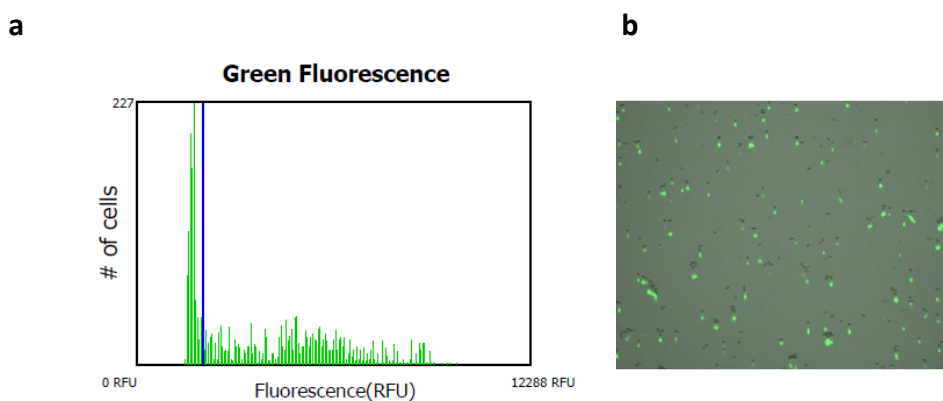 a
b
Green Fluorescence
227
# of cells
0 RFU
Fluorescence(RFU)
12288 RFU